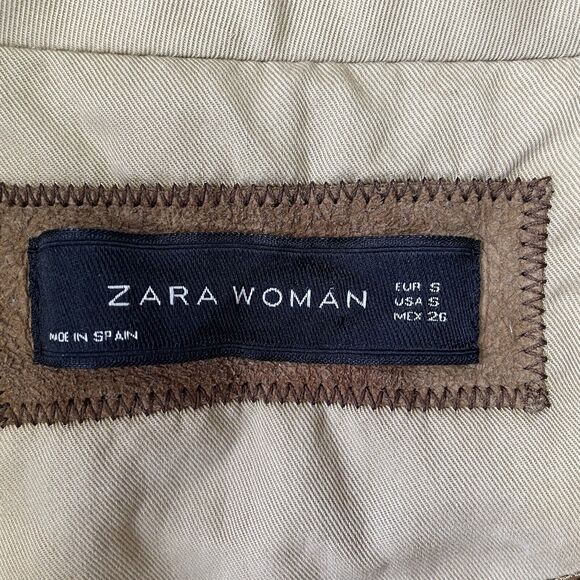 ZARA WOMAN
EUR S
USA S
MEX 26
MADE IN SPAIN